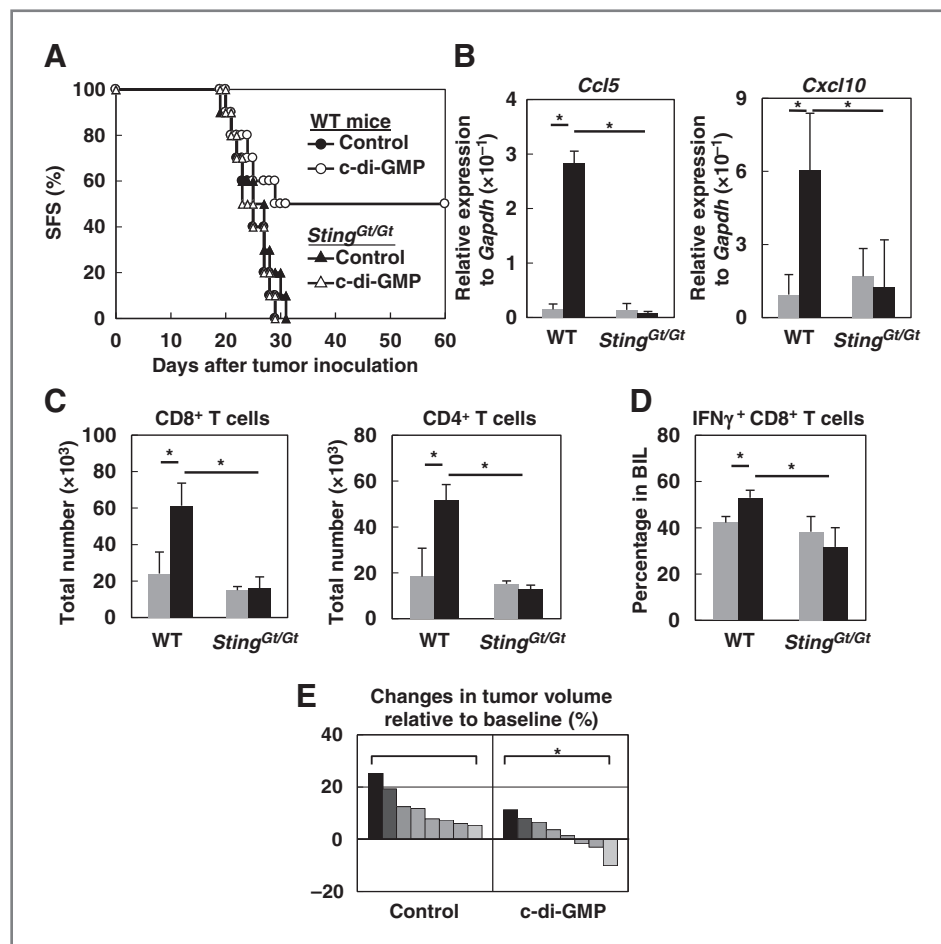 A
100
80
60
40
20
0
SFS (%)
WT mice
Control
c-di-GMP
Sting^Gt/Gt
Control
c-di-GMP
0 10 20 30 40 50 60
Days after tumor inoculation
B
Ccl5
Relative expression
to Gapdh (×10⁻¹)
4
3
2
1
0
* *
WT Sting^Gt/Gt
Cxcl10
Relative expression
to Gapdh (×10⁻¹)
9
6
3
0
* *
WT Sting^Gt/Gt
C
CD8⁺ T cells
Total number (×10³)
100
80
60
40
20
0
* *
WT Sting^Gt/Gt
CD4⁺ T cells
Total number (×10³)
80
60
40
20
0
* *
WT Sting^Gt/Gt
D
IFNγ⁺ CD8⁺ T cells
Percentage in BIL
80
60
40
20
0
* *
WT Sting^Gt/Gt
E
Changes in tumor volume
relative to baseline (%)
40
20
0
−20
*
Control c-di-GMP